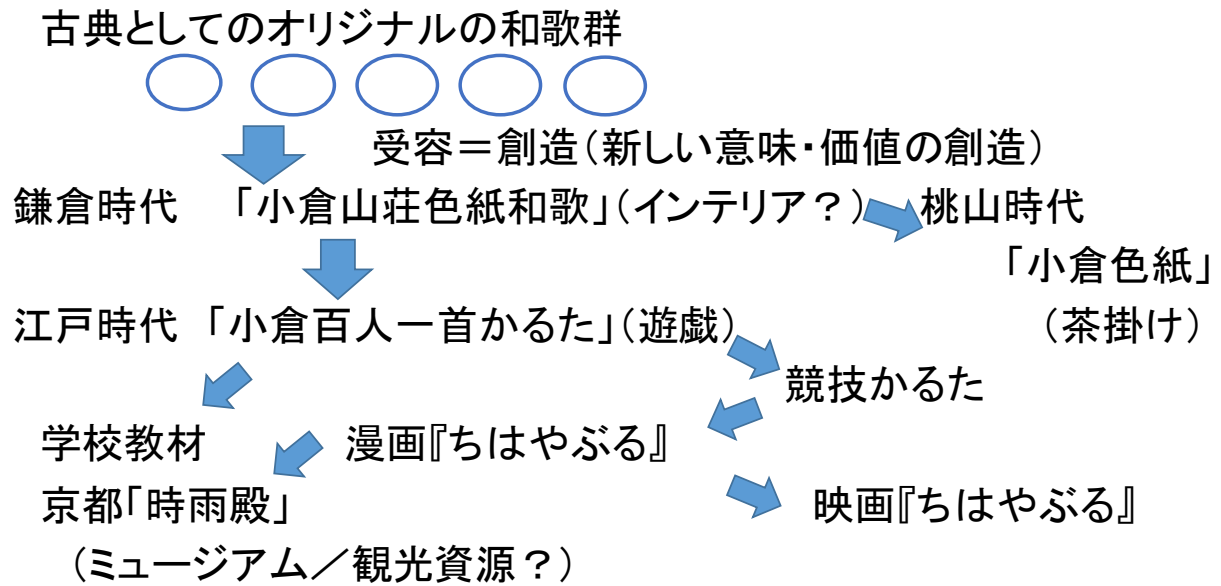 古典としてのオリジナルの和歌群
受容＝創造（新しい意味・価値の創造）
鎌倉時代　「小倉山荘色紙和歌」（インテリア？）　桃山時代
「小倉色紙」
江戸時代　「小倉百人一首かるた」（遊戯）　（茶掛け）
競技かるた
学校教材　漫画『ちはやぶる』
京都「時雨殿」　映画『ちはやぶる』
（ミュージアム／観光資源？）